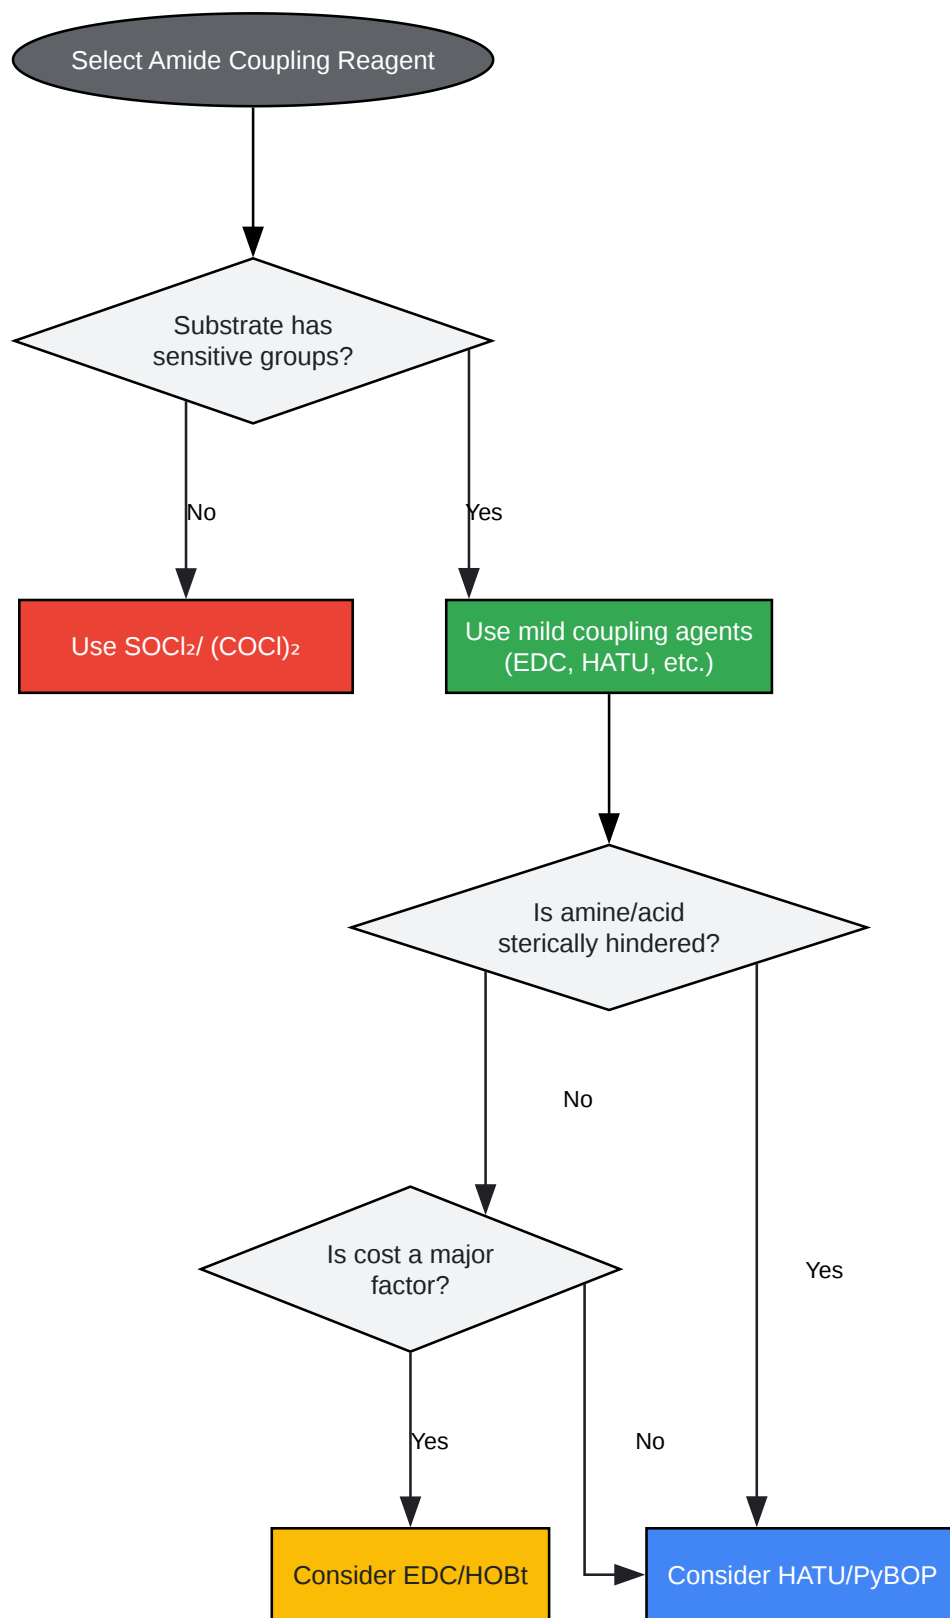 Select Amide Coupling Reagent
Substrate has
sensitive groups?
No
Yes
Use SOCl₂/ (COCl)₂
Use mild coupling agents
(EDC, HATU, etc.)
Is amine/acid
sterically hindered?
No
Is cost a major
factor?
Yes
Yes
No
Consider EDC/HOBt
Consider HATU/PyBOP